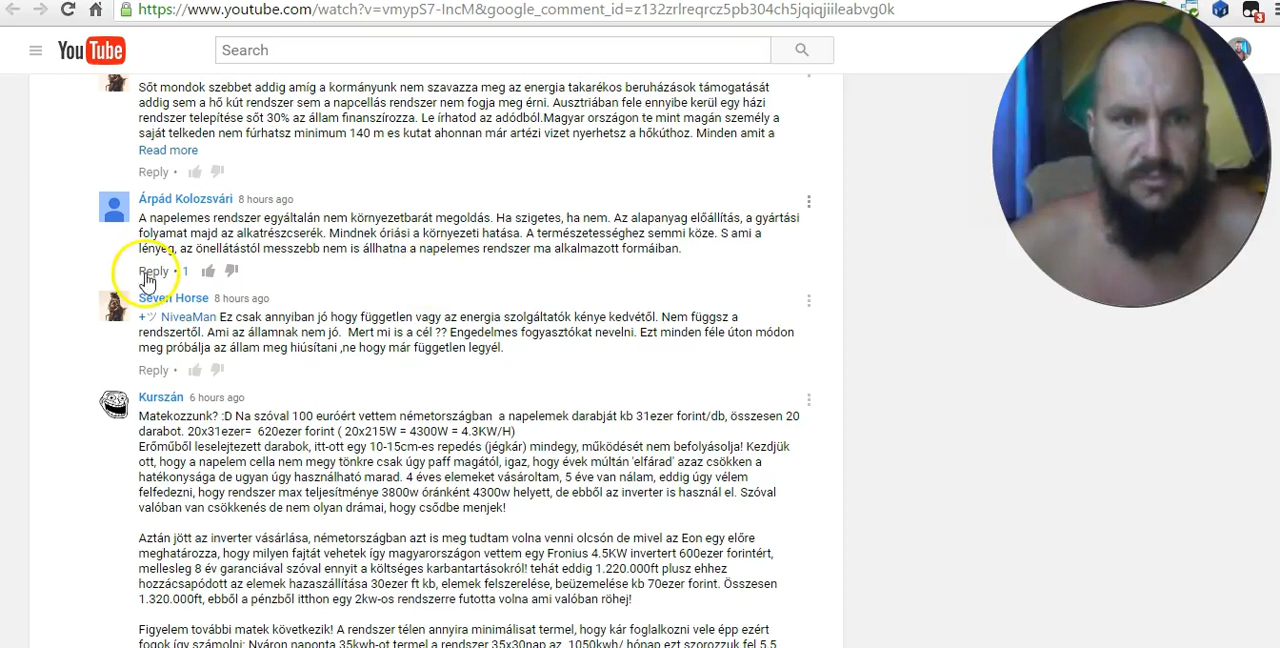 https://www.youtube.com/watch?v=vmypS7-IncM&google_comment_id=z132zrlreqrcz5pb304ch5jqiqjiileabvg0k
3
YouTube
Search
Sőt mondok szebbet addig amíg a kormányunk nem szavazza meg az energia takarékos beruházások támogatását
addig sem a hő kút rendszer sem a napcellás rendszer nem fogja meg érni. Ausztriában fele ennyibe kerül egy házi
rendszer telepítése sőt 30% az állam finanszírozza. Le írhatod az adódból.Magyar országon te mint magán személy a
saját telkeden nem fúrhatsz minimum 140 m es kutat ahonnan már artézi vizet nyerhetsz a hőkúthoz. Minden amit a
Read more
Reply •
Árpád Kolozsvári 8 hours ago
A napelemes rendszer egyáltalán nem környezetbarát megoldás. Ha szigetes, ha nem. Az alapanyag előállítás, a gyártási
folyamat majd az alkatrészcserék. Mindnek óriási a környezeti hatása. A természetességhez semmi köze. S ami a
lényeg, az önellátástól messzebb nem is állhatna a napelemes rendszer ma alkalmazott formáiban.
Reply • 1
Seven Horse 8 hours ago
+ツ NiveaMan Ez csak annyiban jó hogy független vagy az energia szolgáltatók kénye kedvétől. Nem függsz a
rendszertől. Ami az államnak nem jó. Mert mi is a cél ?? Engedelmes fogyasztókat nevelni. Ezt minden féle úton módon
meg próbálja az állam meg hiúsítani ,ne hogy már független legyél.
Reply •
Kurszán 6 hours ago
Matekozzunk? :D Na szóval 100 euróért vettem németországban a napelemek darabját kb 31ezer forint/db, összesen 20
darabot. 20x31ezer= 620ezer forint ( 20x215W = 4300W = 4.3KW/H)
Erőműből leselejtezett darabok, itt-ott egy 10-15cm-es repedés (jégkár) mindegy, működését nem befolyásolja! Kezdjük
ott, hogy a napelem cella nem megy tönkre csak úgy paff magától, igaz, hogy évek múltán 'elfárad' azaz csökken a
hatékonysága de ugyan úgy használható marad. 4 éves elemeket vásároltam, 5 éve van nálam, eddig úgy vélem
felfedezni, hogy rendszer max teljesítménye 3800w óránként 4300w helyett, de ebből az inverter is használ el. Szóval
valóban van csökkenés de nem olyan drámai, hogy csődbe menjek!
Aztán jött az inverter vásárlása, németországban azt is meg tudtam volna venni olcsón de mivel az Eon egy előre
meghatározza, hogy milyen fajtát vehetek így magyarországon vettem egy Fronius 4.5KW invertert 600ezer forintért,
mellesleg 8 év garanciával szóval ennyit a költséges karbantartásokról! tehát eddig 1.220.000ft plusz ehhez
hozzácsapódott az elemek hazaszállítása 30ezer ft kb, elemek felszerelése, beüzemelése kb 70ezer forint. Összesen
1.320.000ft, ebből a pénzből itthon egy 2kw-os rendszerre futotta volna ami valóban röhej!
Figyelem további matek következik! A rendszer télen annyira minimálisat termel, hogy kár foglalkozni vele épp ezért
fogok így számolni: Nyáron naponta 35kwh-ot termel a rendszer 35x30nap az 1050kwh/ hónap ezt szorozzuk fel 5.5